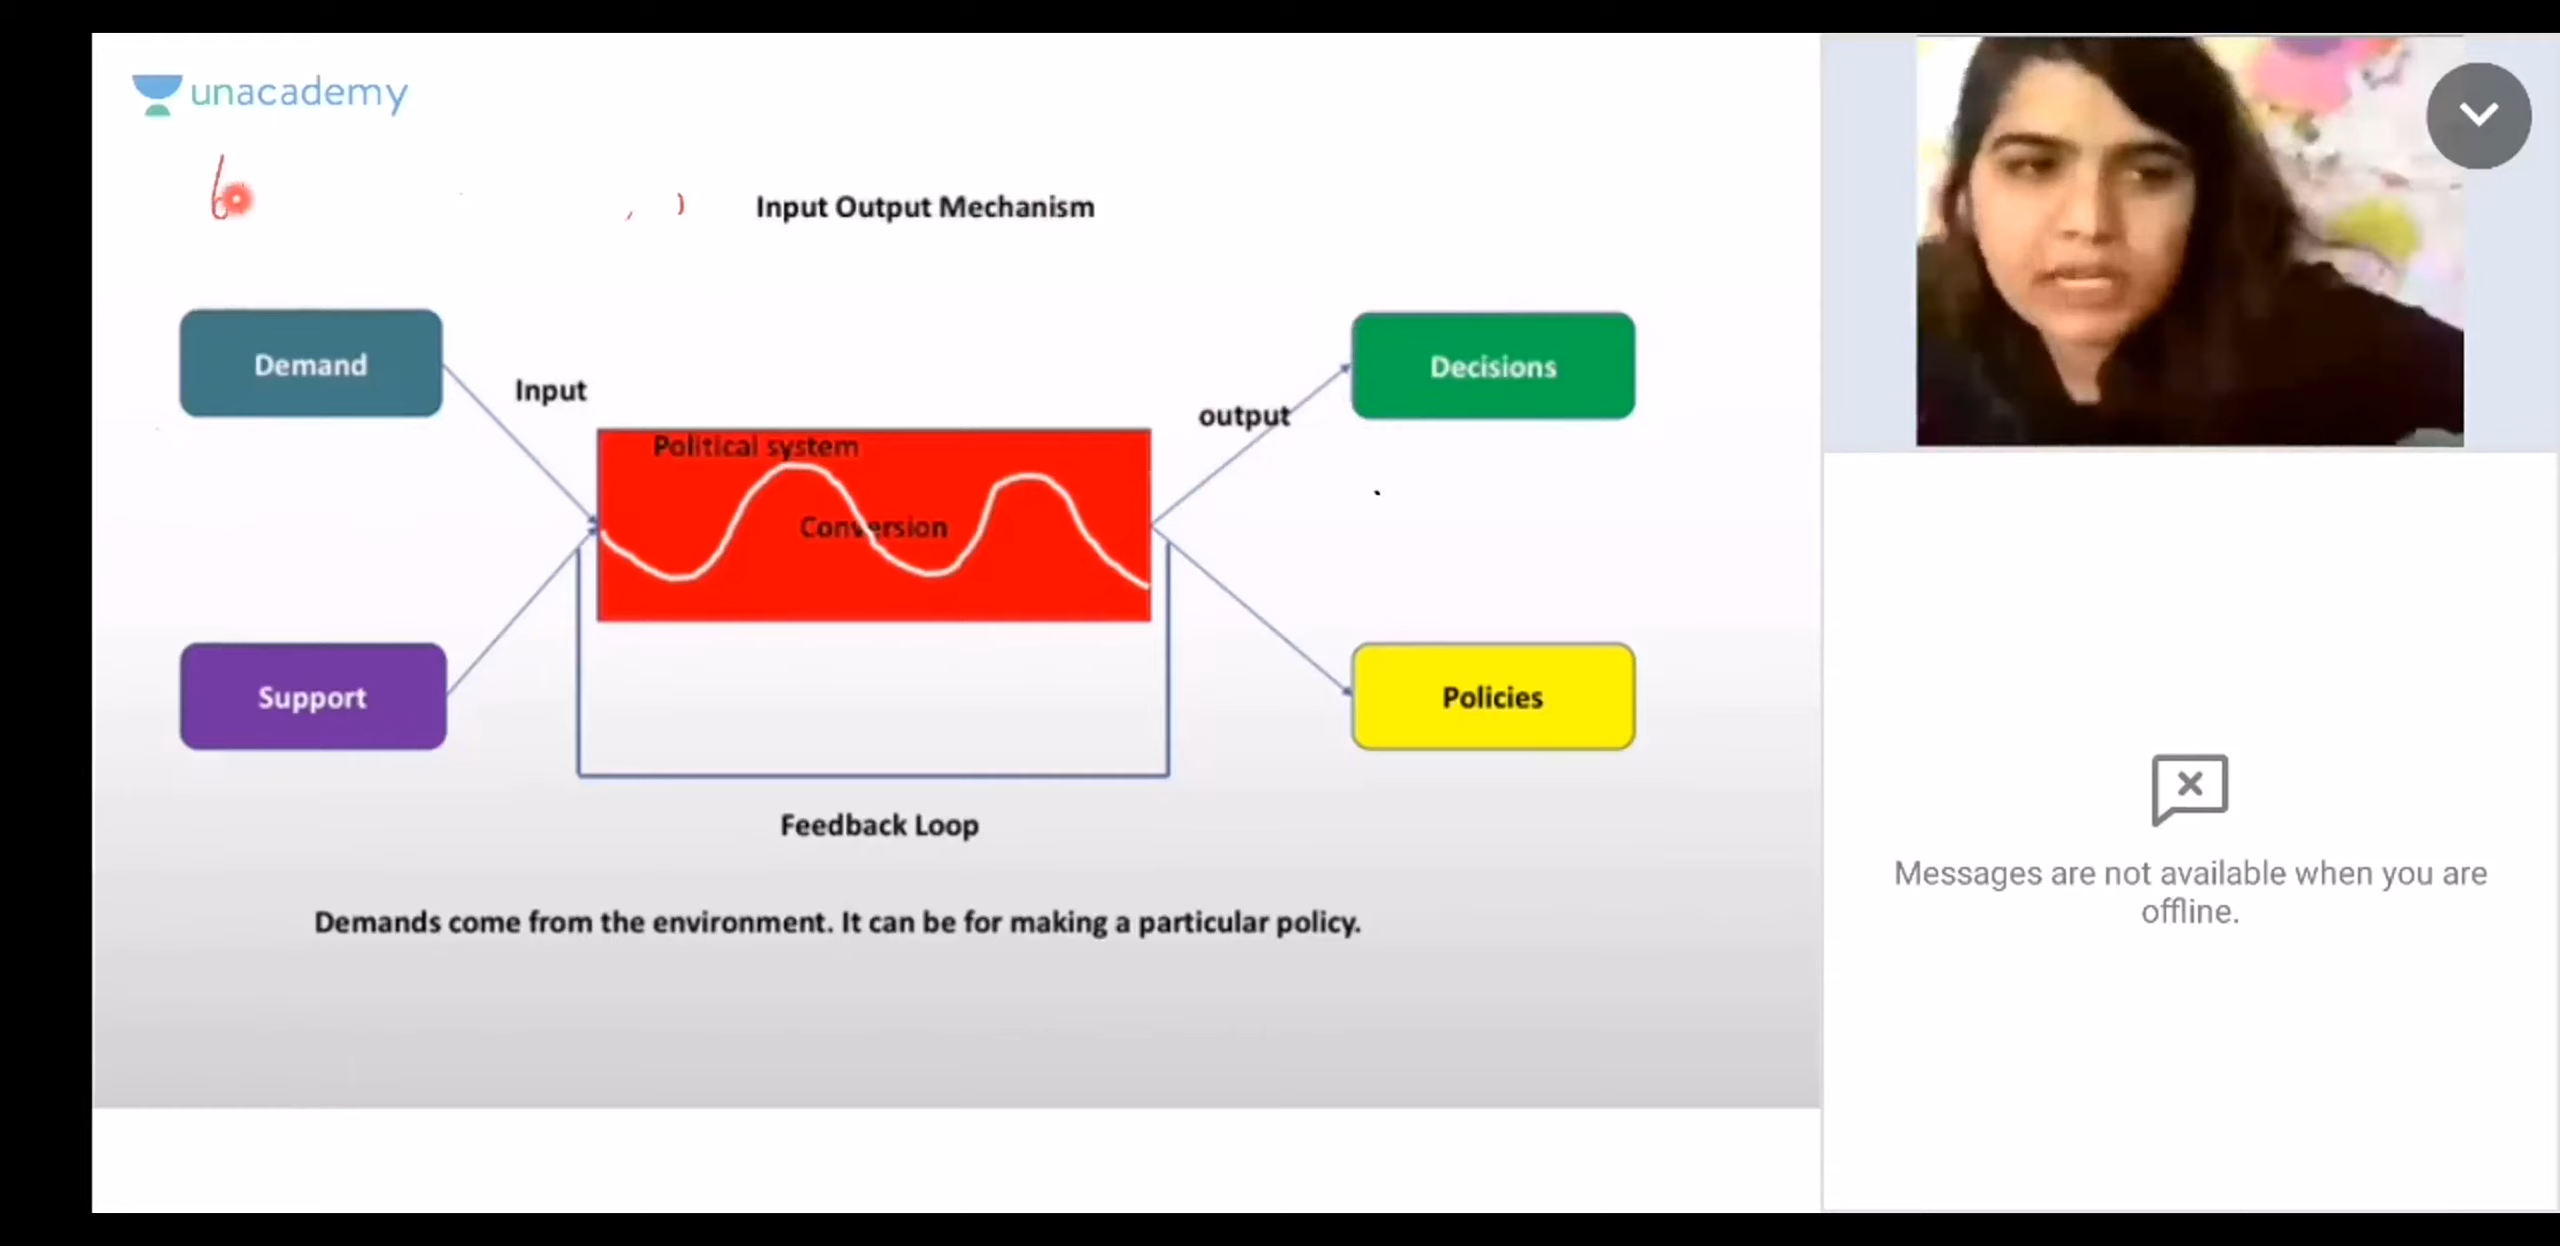 unacademy
Input Output Mechanism
Demand
Input
Decisions
output
Political system
Conversion
Support
Policies
Feedback Loop
Demands come from the environment. It can be for making a particular policy.
Messages are not available when you are
offline.